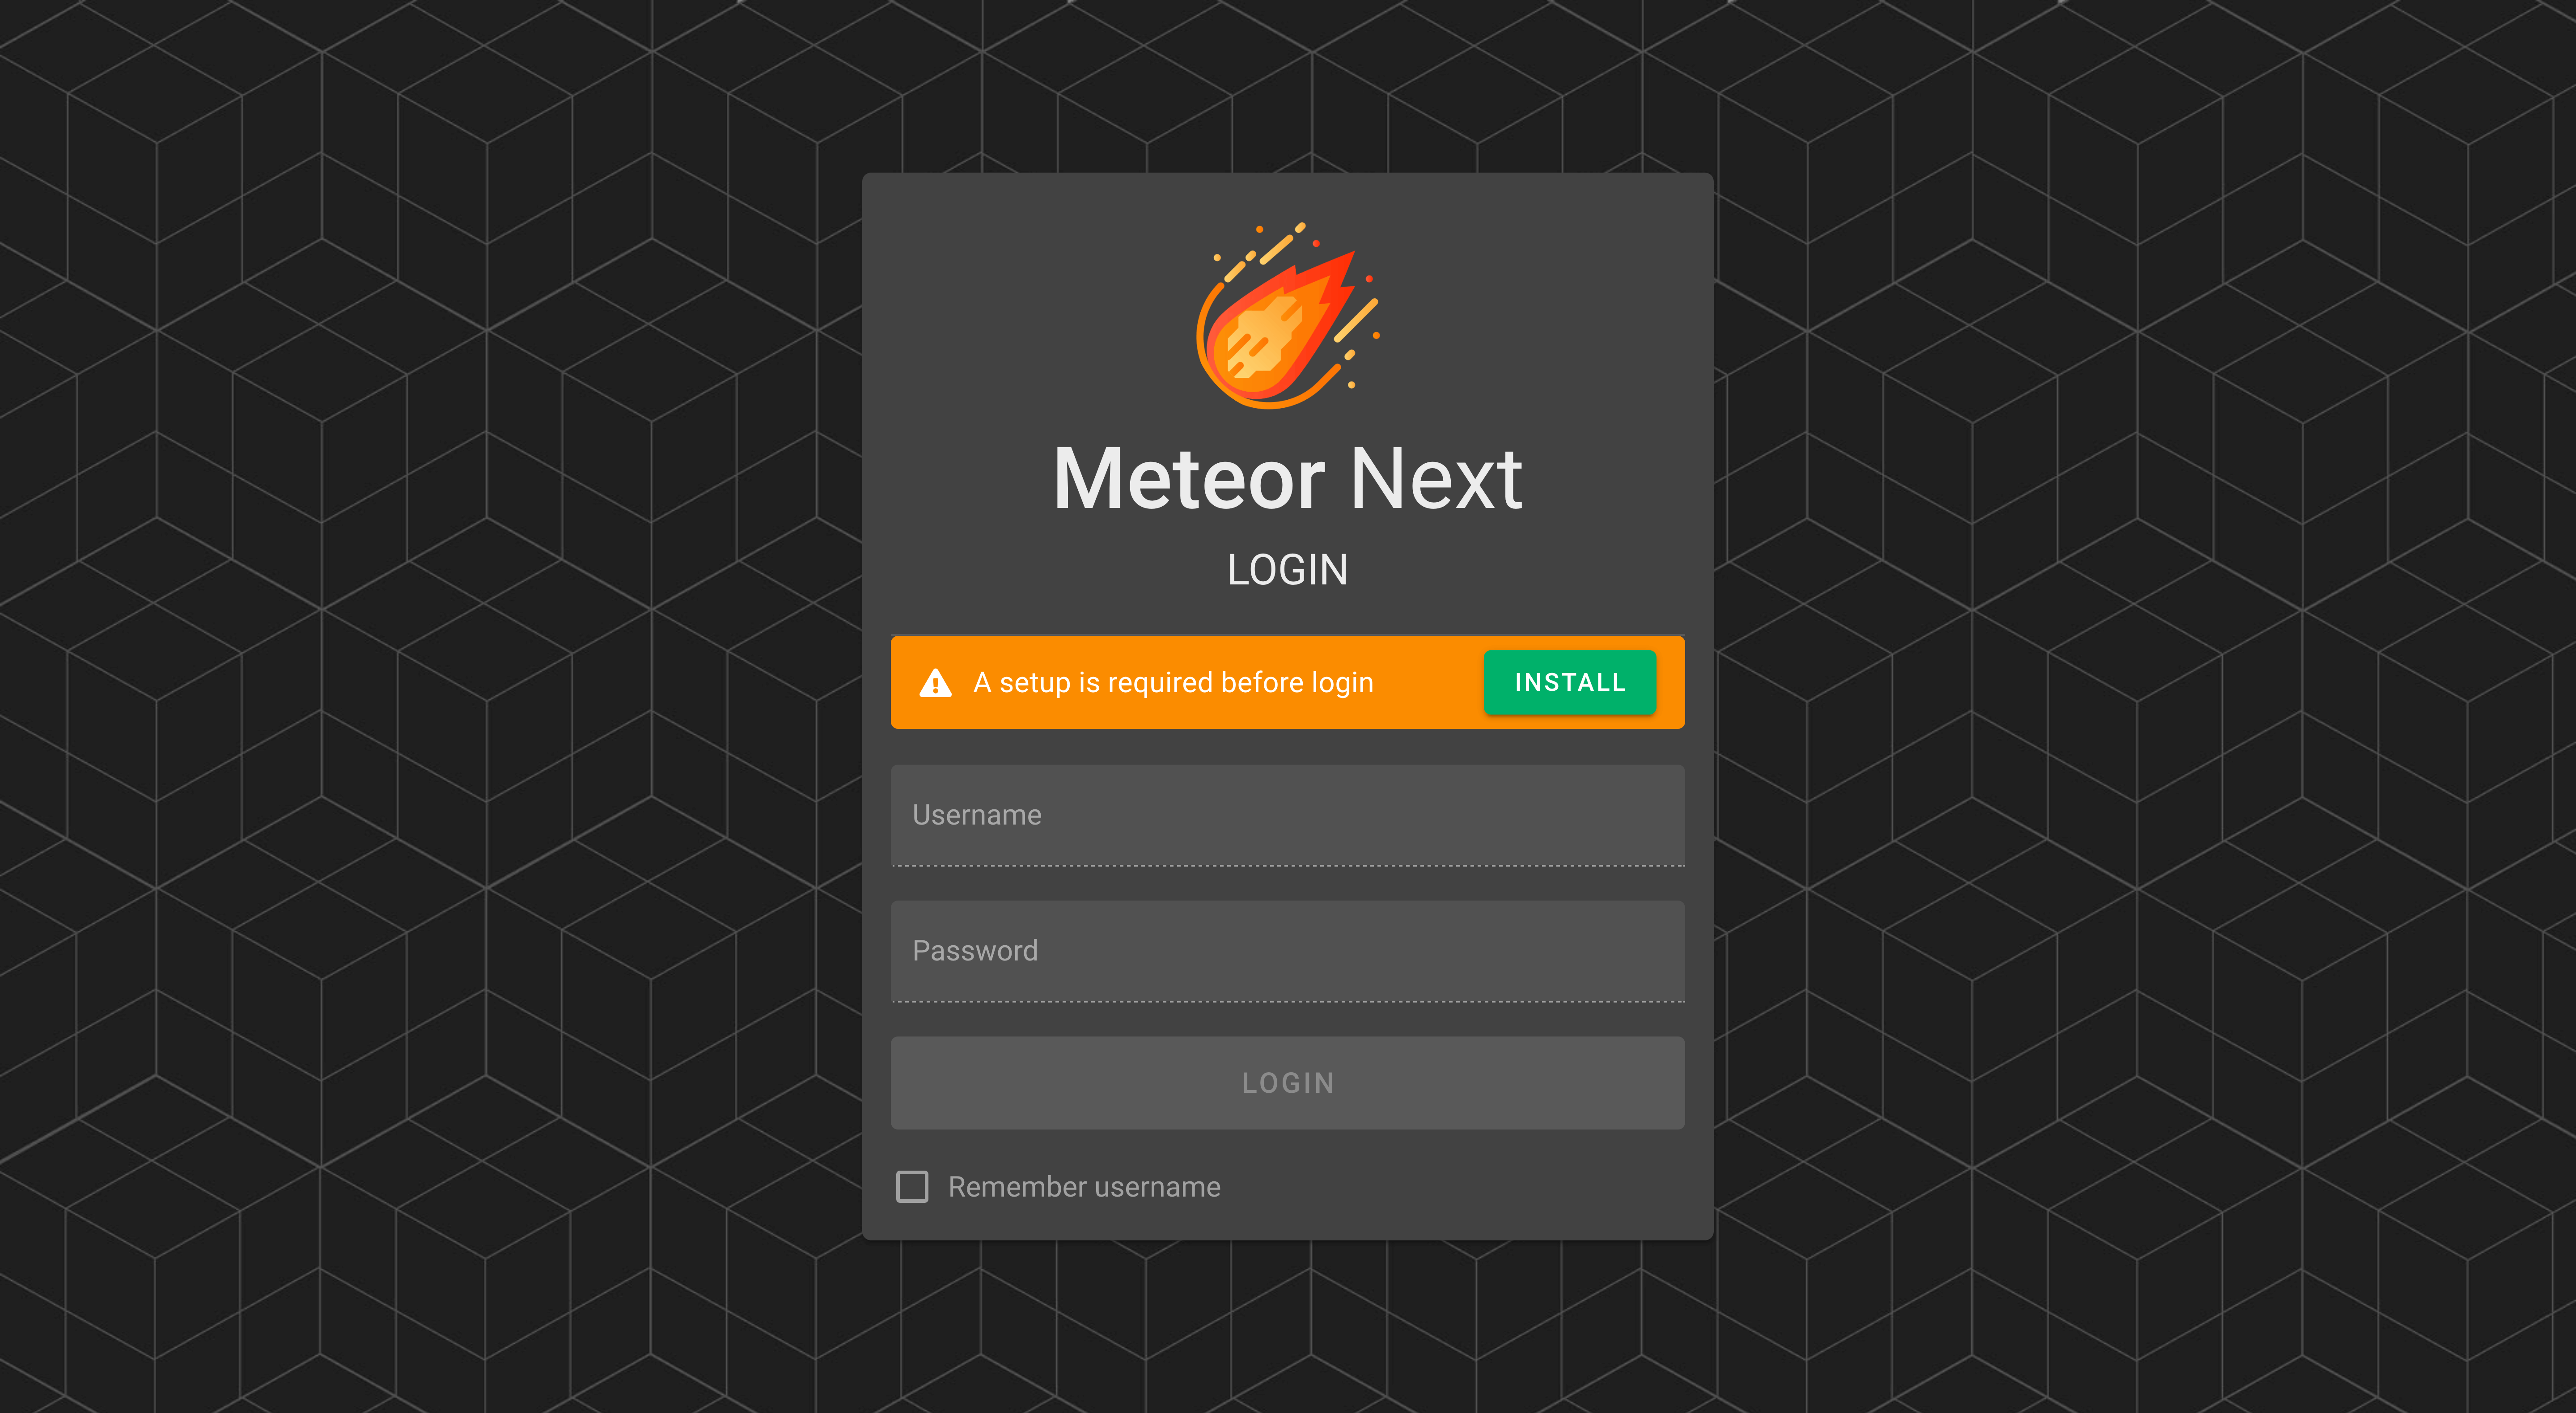 Meteor Next
LOGIN
A setup is required before login
INSTALL
Username
Password
LOGIN
Remember username